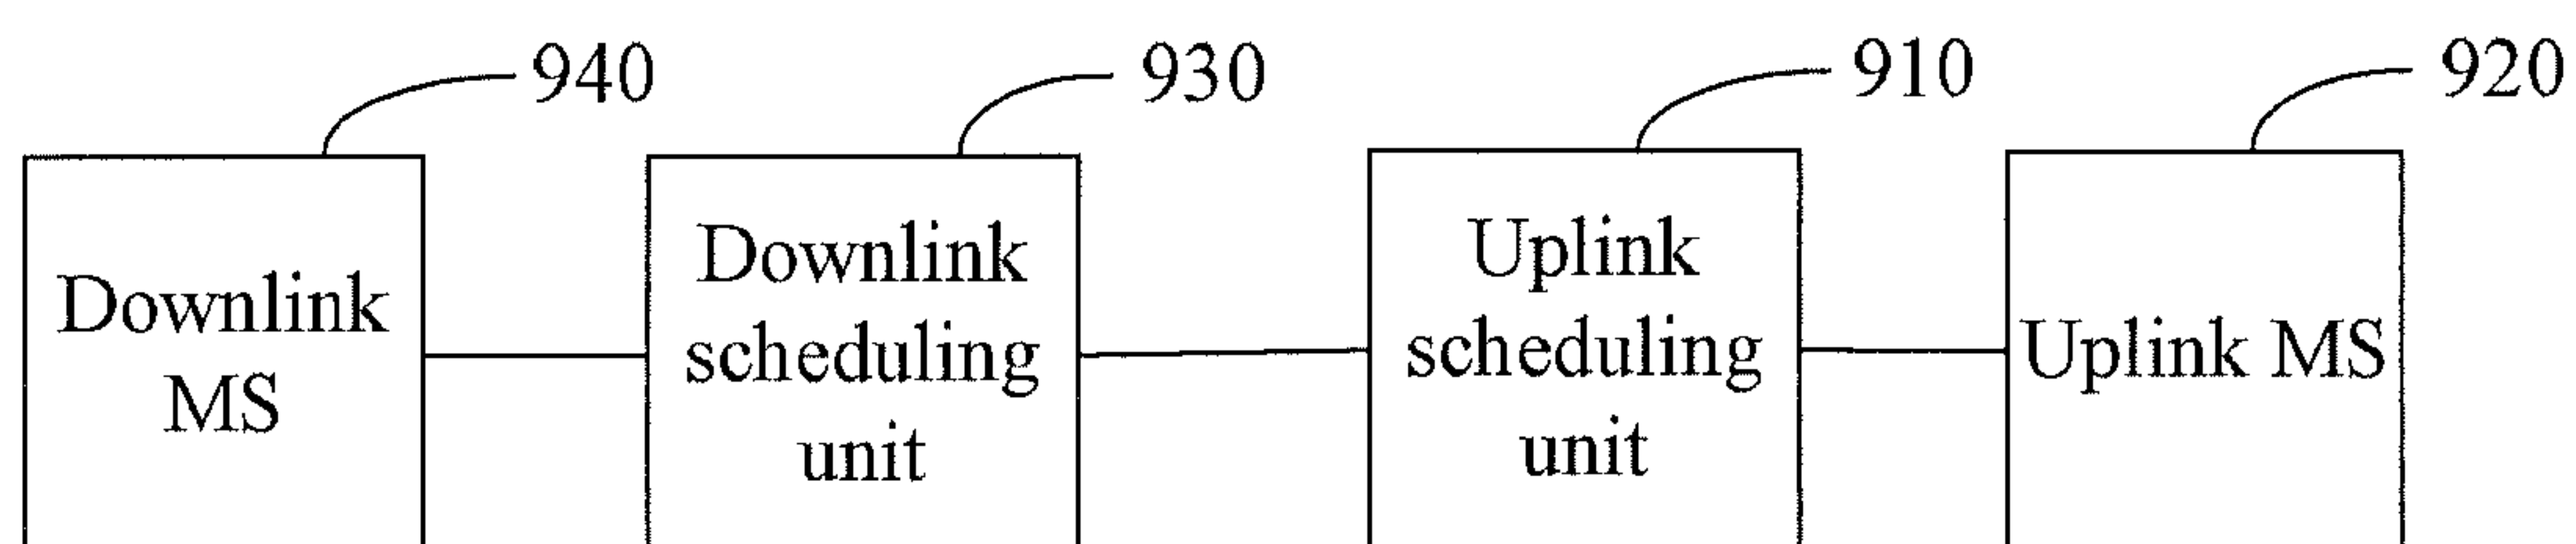 940
930
910
920
Downlink
MS
Downlink
scheduling
unit
Uplink
scheduling
unit
Uplink MS